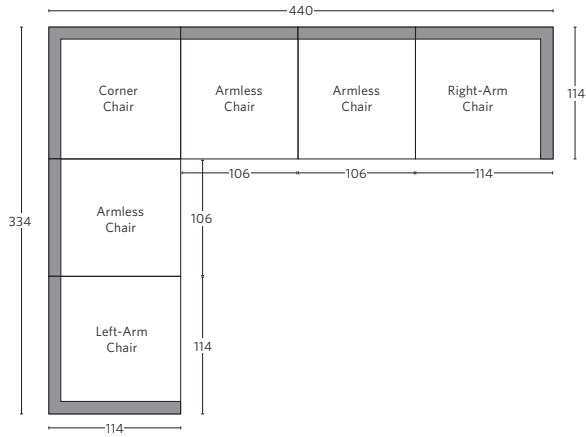 440
Corner
Chair
Armless
Chair
Armless
Chair
Right-Arm
Chair
114
106
106
114
334
Armless
Chair
106
Left-Arm
Chair
114
114